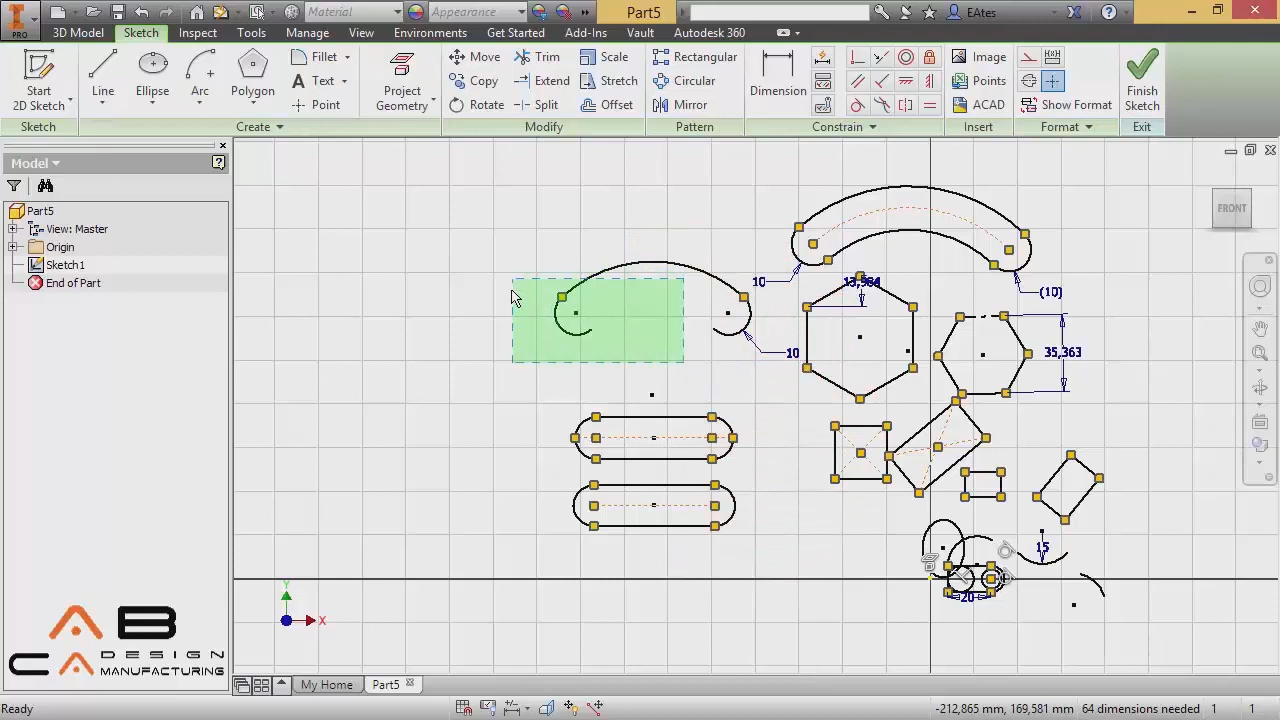 PRO
Material
Appearance
Part5
EAtes
3D Model
Sketch
Inspect
Tools
Manage
View
Environments
Get Started
Add-Ins
Vault
Autodesk 360
Start
2D Sketch
Line
Ellipse
Arc
Polygon
Fillet
Text
Point
Project
Geometry
Move
Copy
Rotate
Trim
Extend
Split
Scale
Stretch
Offset
Rectangular
Circular
Mirror
Dimension
Image
Points
ACAD
Show Format
Finish
Sketch
Sketch
Create
Modify
Pattern
Constrain
Insert
Format
Exit
Model
Part5
View: Master
Origin
Sketch1
End of Part
FRONT
10
(10)
10
35,363
15
20
Y
X
AB
CA DESIGN
MANUFACTURING
My Home
Part5
Ready
-212,865 mm, 169,581 mm
64 dimensions needed
1
1